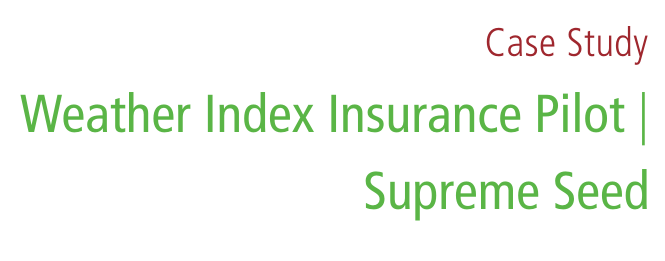 Case Study
Weather Index Insurance Pilot |
Supreme Seed